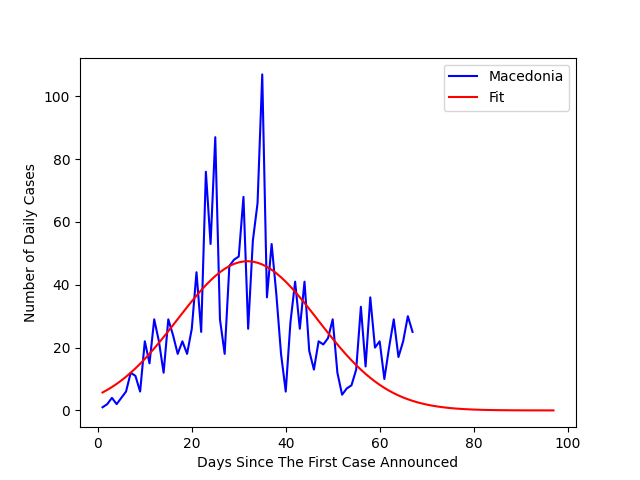 Macedonia
Fit
Number of Daily Cases
100
80
60
40
20
0
0 20 40 60 80 100
Days Since The First Case Announced